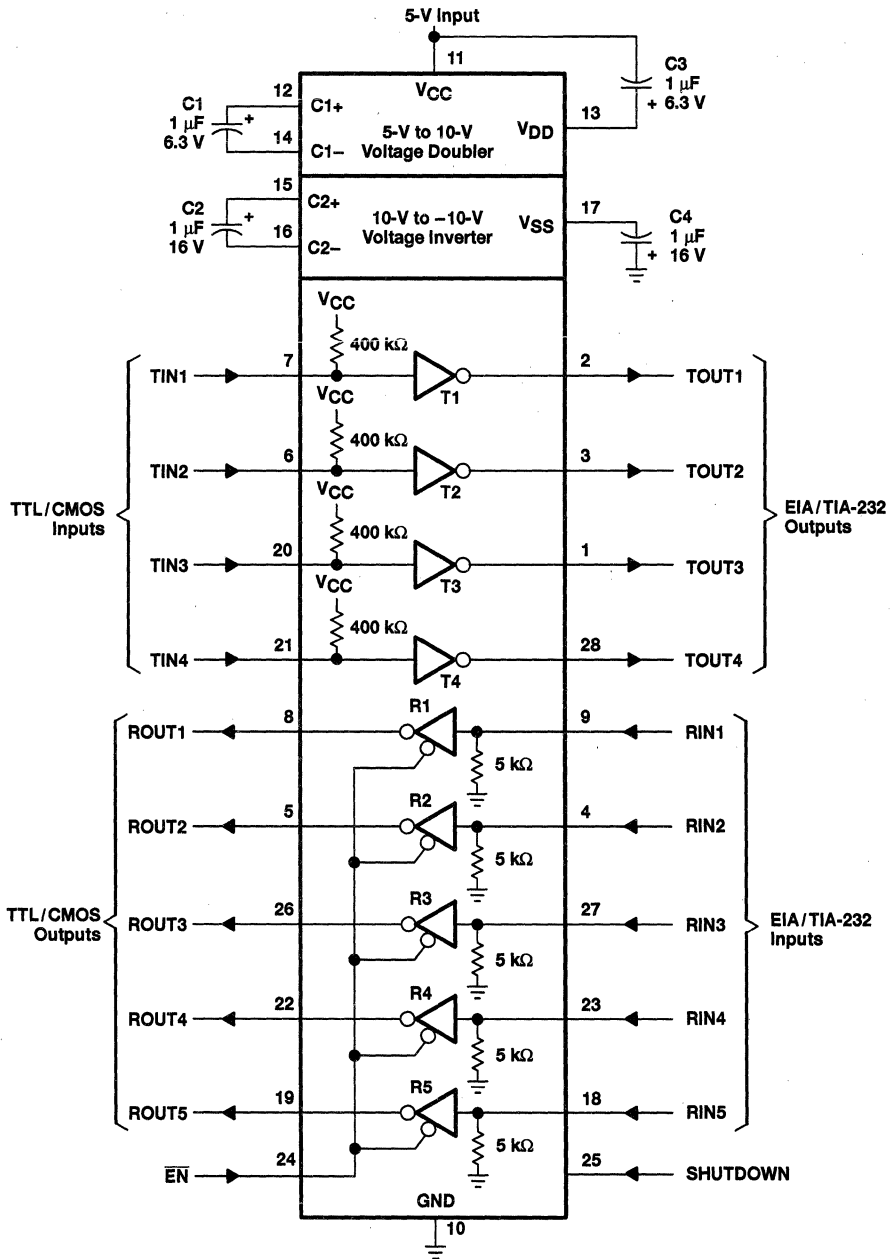 5-V Input
11
VCC
C3
1 µF
+ 6.3 V
12
C1+
C1
1 µF
6.3 V
+
14
C1–
5-V to 10-V
Voltage Doubler
VDD
13
15
C2+
C2
1 µF
16 V
+
16
C2–
10-V to –10-V
Voltage Inverter
VSS
17
C4
1 µF
+ 16 V
TTL/CMOS
Inputs
VCC
400 kΩ
TIN1
7
T1
2
TOUT1
VCC
400 kΩ
TIN2
6
T2
3
TOUT2
VCC
400 kΩ
TIN3
20
T3
1
TOUT3
VCC
400 kΩ
TIN4
21
T4
28
TOUT4
EIA/TIA-232
Outputs
TTL/CMOS
Outputs
ROUT1
8
R1
9
RIN1
5 kΩ
ROUT2
5
R2
4
RIN2
5 kΩ
ROUT3
26
R3
27
RIN3
5 kΩ
ROUT4
22
R4
23
RIN4
5 kΩ
ROUT5
19
R5
18
RIN5
5 kΩ
EIA/TIA-232
Inputs
E̅N̅
24
25
SHUTDOWN
GND
10